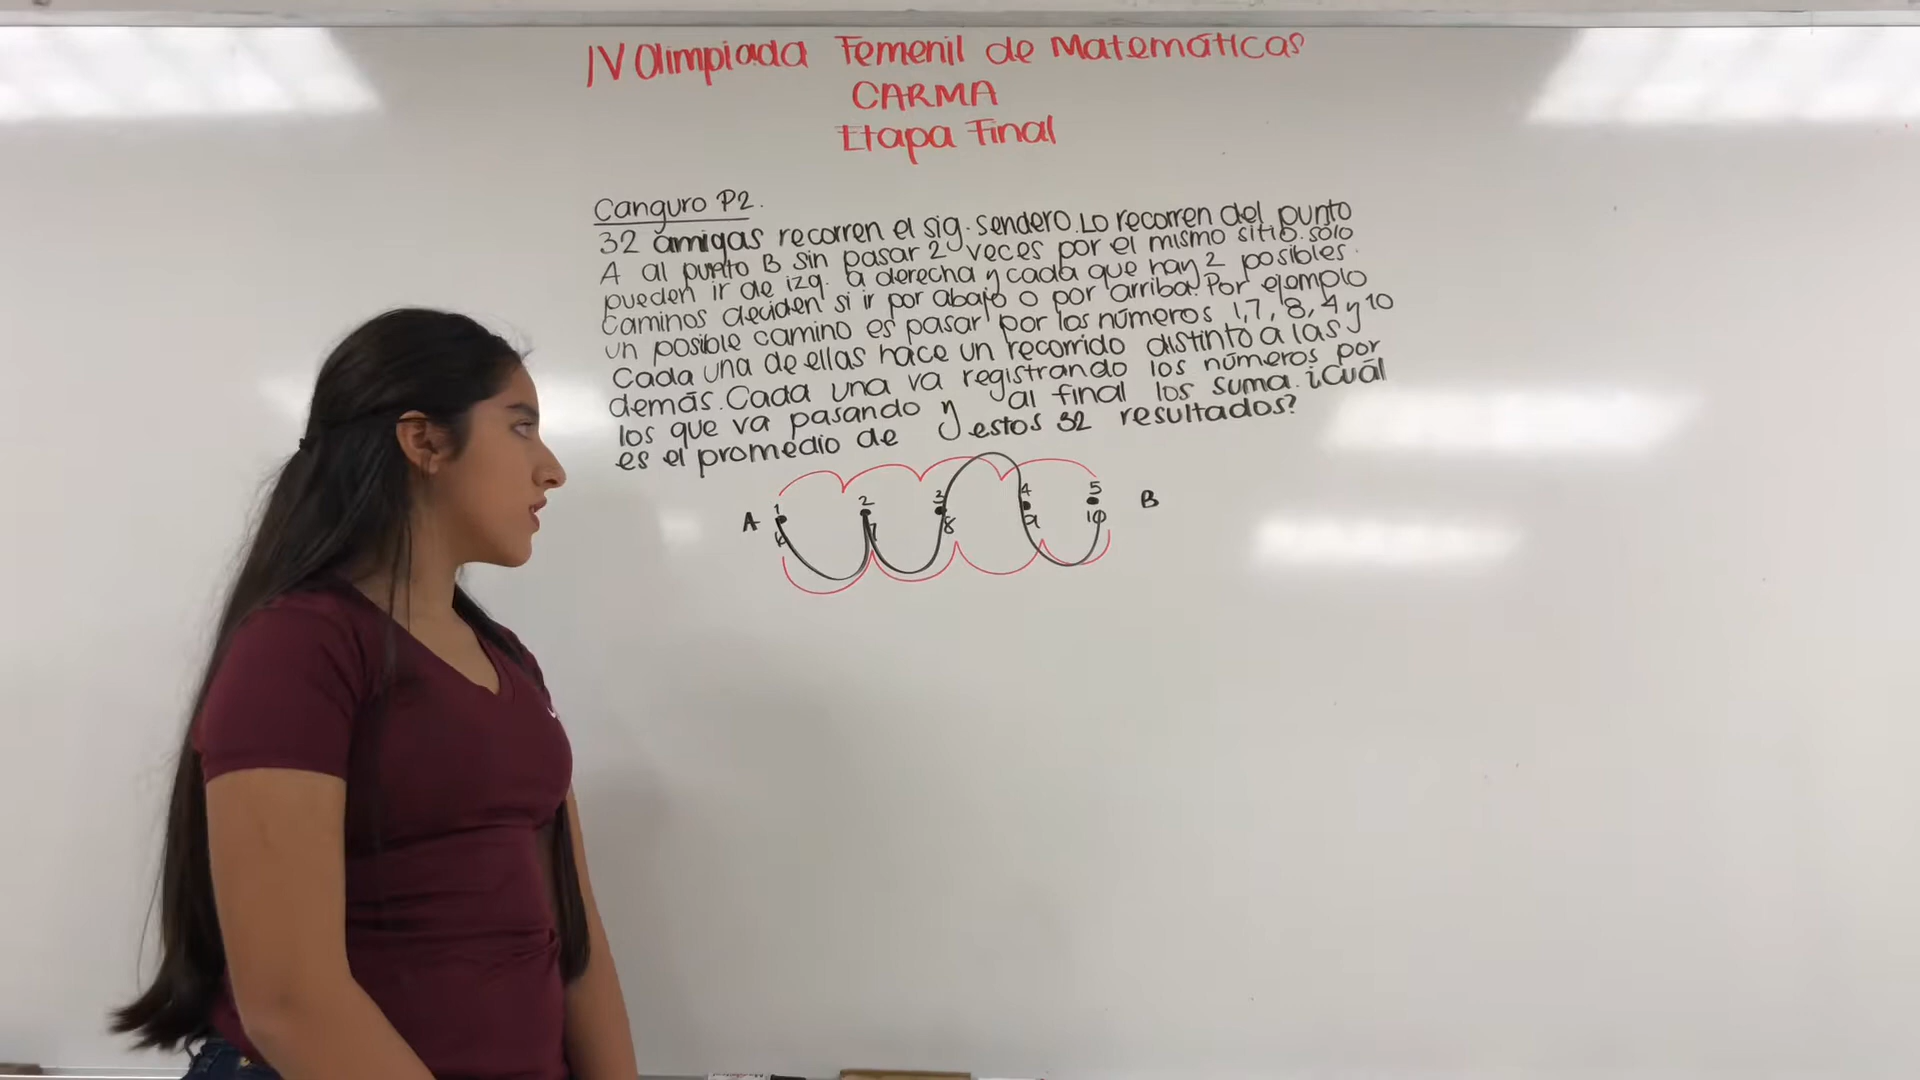 IV Olimpiada Femenil de Matemáticas
CARMA
Etapa Final
Canguro P2.
32 amigas recorren el sig. sendero. Lo recorren del punto
A al punto B sin pasar 2 veces por el mismo sitio. sólo
pueden ir de izq. a derecha y cada que hay 2 posibles
caminos deciden si ir por abajo o por arriba. Por ejemplo
un posible camino es pasar por los números 1, 7, 8, 4 y 10
Cada una de ellas hace un recorrido distinto a las
demás. Cada una va registrando los números por
los que va pasando y al final los suma. ¿Cuál
es el promedio de estos 32 resultados?
1 2 3 4 5
A B
6 7 8 9 10